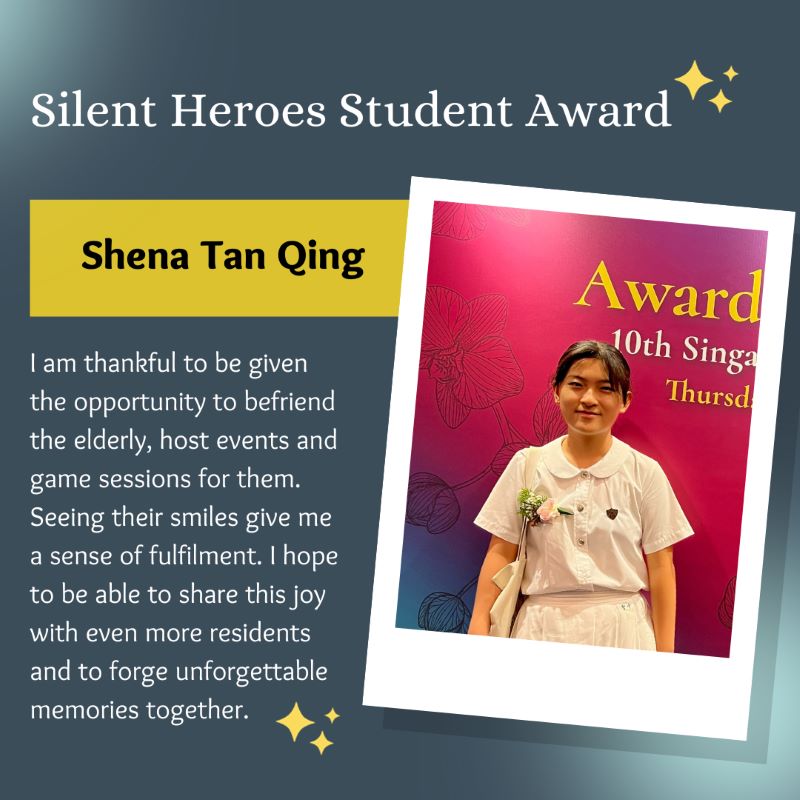 Silent Heroes Student Award
Shena Tan Qing
I am thankful to be given
the opportunity to befriend
the elderly, host events and
game sessions for them.
Seeing their smiles give me
a sense of fulfilment. I hope
to be able to share this joy
with even more residents
and to forge unforgettable
memories together.
Award
10th Singa
Thursd